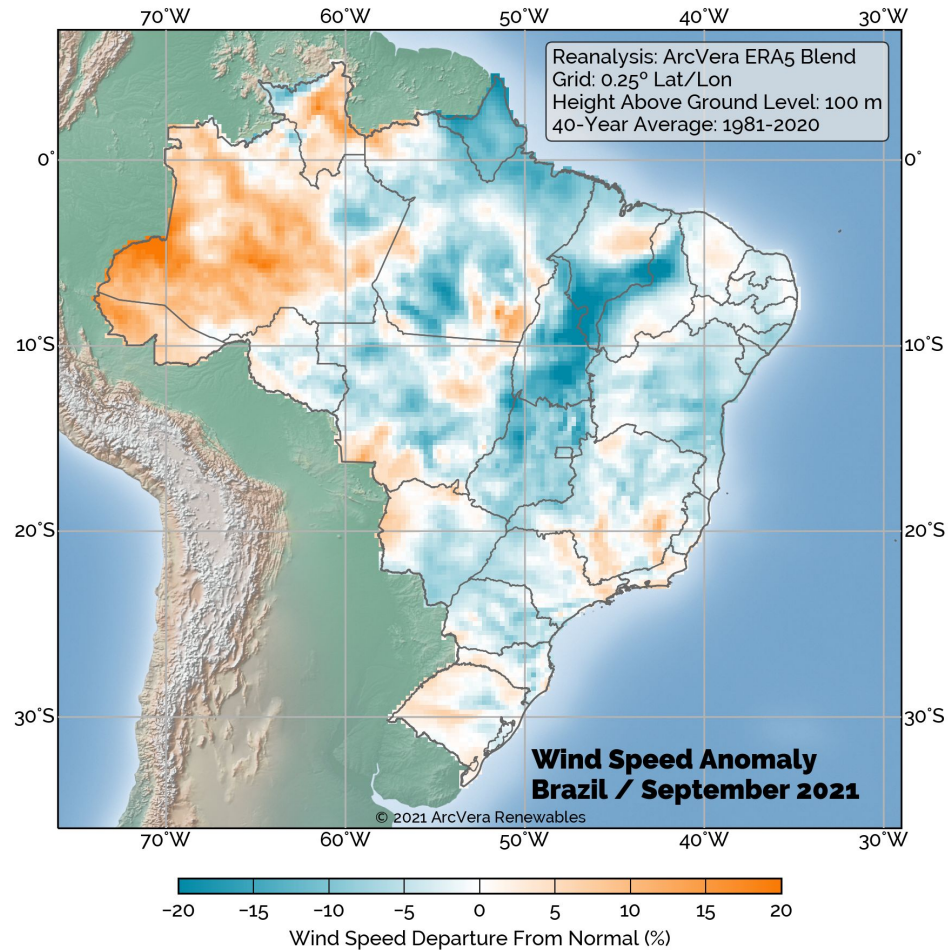 70°W 60°W 50°W 40°W 30°W
Reanalysis: ArcVera ERA5 Blend
Grid: 0.25º Lat/Lon
Height Above Ground Level: 100 m
40-Year Average: 1981-2020
0° 0°
10°S 10°S
20°S 20°S
30°S 30°S
Wind Speed Anomaly
Brazil / September 2021
© 2021 ArcVera Renewables
70°W 60°W 50°W 40°W 30°W
−20 −15 −10 −5 0 5 10 15 20
Wind Speed Departure From Normal (%)